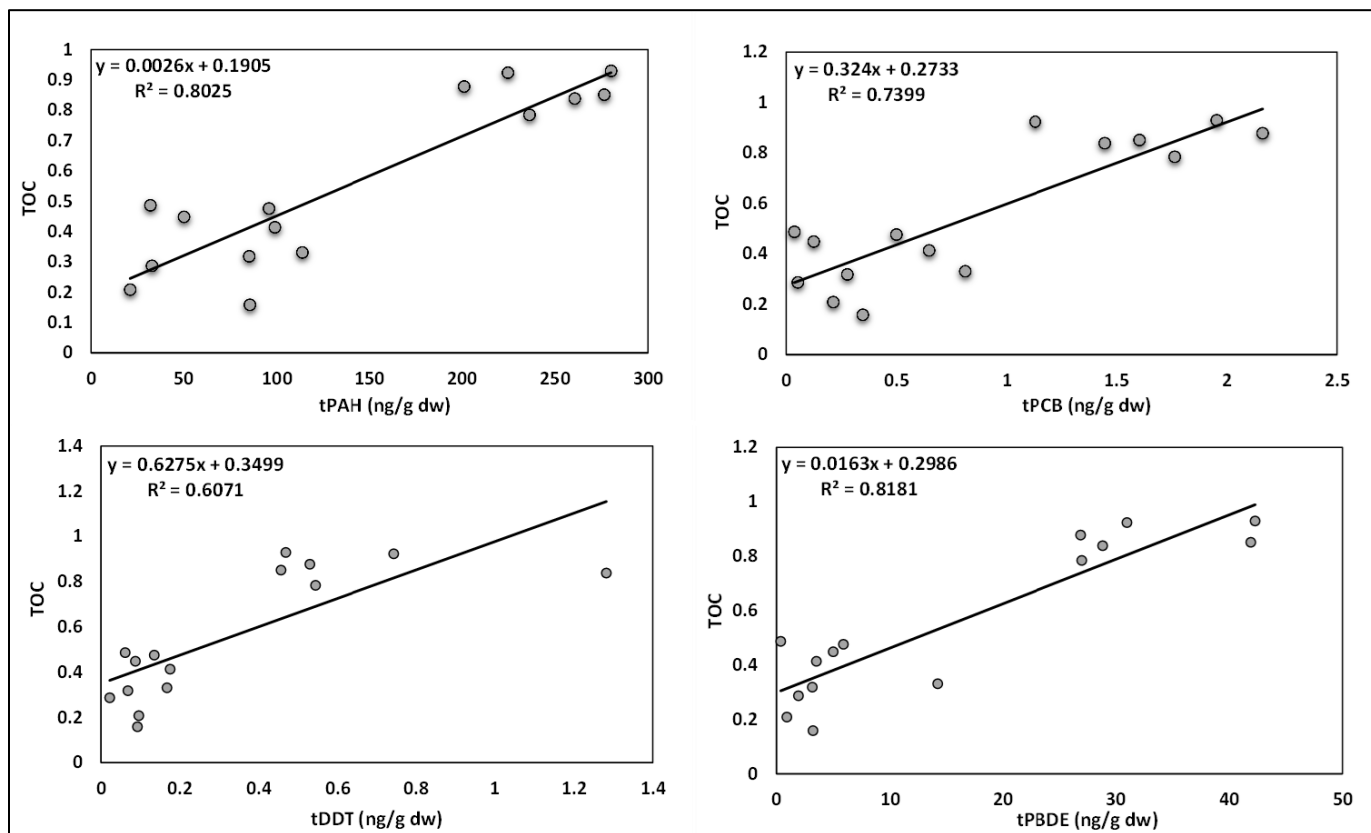 y = 0.0026x + 0.1905
R² = 0.8025
1
0.9
0.8
0.7
0.6
0.5
0.4
0.3
0.2
0.1
0
TOC
0 50 100 150 200 250 300
tPAH (ng/g dw)
y = 0.324x + 0.2733
R² = 0.7399
1.2
1
0.8
0.6
0.4
0.2
0
TOC
0 0.5 1 1.5 2 2.5
tPCB (ng/g dw)
y = 0.6275x + 0.3499
R² = 0.6071
1.4
1.2
1
0.8
0.6
0.4
0.2
0
TOC
0 0.2 0.4 0.6 0.8 1 1.2 1.4
tDDT (ng/g dw)
y = 0.0163x + 0.2986
R² = 0.8181
1.2
1
0.8
0.6
0.4
0.2
0
TOC
0 10 20 30 40 50
tPBDE (ng/g dw)